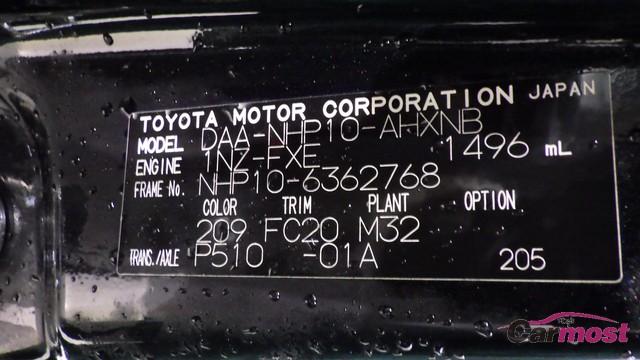 TOYOTA MOTOR CORPORATION JAPAN
MODEL DAA-NHP10-AHXNB
ENGINE 1NZ-FXE 1496 mL
FRAME No. NHP10-6362768
COLOR TRIM PLANT OPTION
209 FC20 M32
TRANS./AXLE P510 -01A 205
Carmost